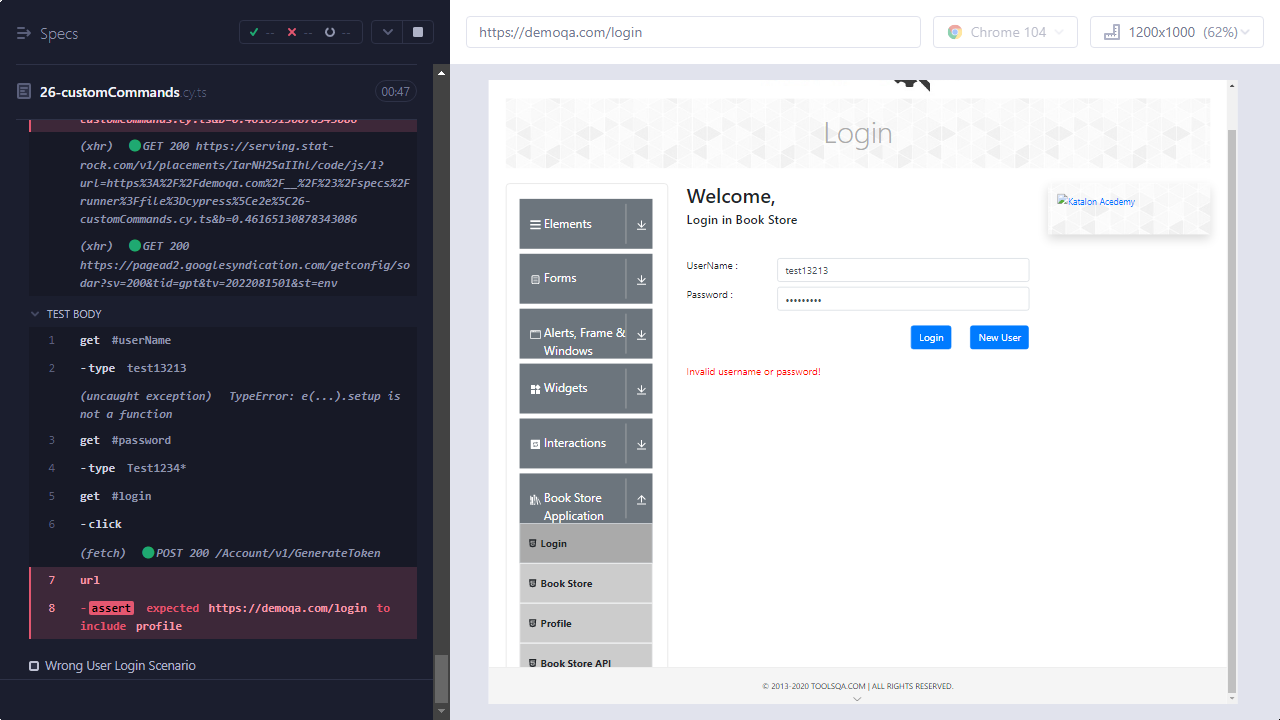 Specs
--
--
--
26-customCommands cy.ts
00:47
customCommands.cy.ts&b=0.46165130878343086
(xhr) GET 200 https://serving.stat-
rock.com/v1/placements/IarNH2SaIIhl/code/js/1?
url=https%3A%2F%2Fdemoqa.com%2F__%2F%23%2Fspecs%2F
runner%3Ffile%3Dcypress%5Ce2e%5C26-
customCommands.cy.ts&b=0.46165130878343086
(xhr) GET 200
https://pagead2.googlesyndication.com/getconfig/so
dar?sv=200&tid=gpt&tv=2022081501&st=env
TEST BODY
1 get #userName
2 -type test13213
(uncaught exception) TypeError: e(...).setup is
not a function
3 get #password
4 -type Test1234*
5 get #login
6 -click
(fetch) POST 200 /Account/v1/GenerateToken
7 url
8 -assert expected https://demoqa.com/login to
include profile
Wrong User Login Scenario
https://demoqa.com/login
Chrome 104
1200x1000 (62%)
Login
Elements
Forms
Alerts, Frame &
Windows
Widgets
Interactions
Book Store
Application
Login
Book Store
Profile
Book Store API
Welcome,
Login in Book Store
UserName :
test13213
Password :
•••••••••
Login
New User
Invalid username or password!
Katalon Acedemy
© 2013-2020 TOOLSQA.COM | ALL RIGHTS RESERVED.